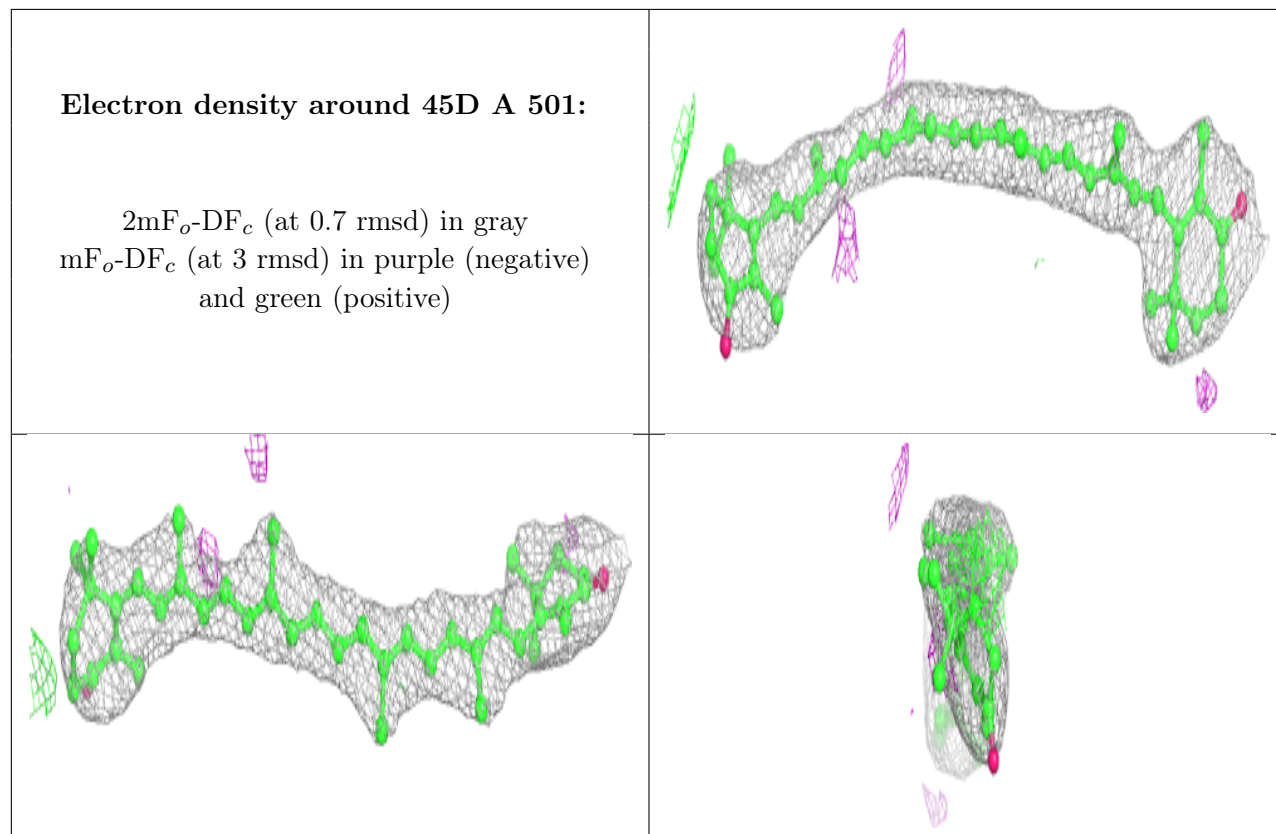 Electron density around 45D A 501:
2mFₒ-DF𝒸 (at 0.7 rmsd) in gray
mFₒ-DF𝒸 (at 3 rmsd) in purple (negative)
and green (positive)